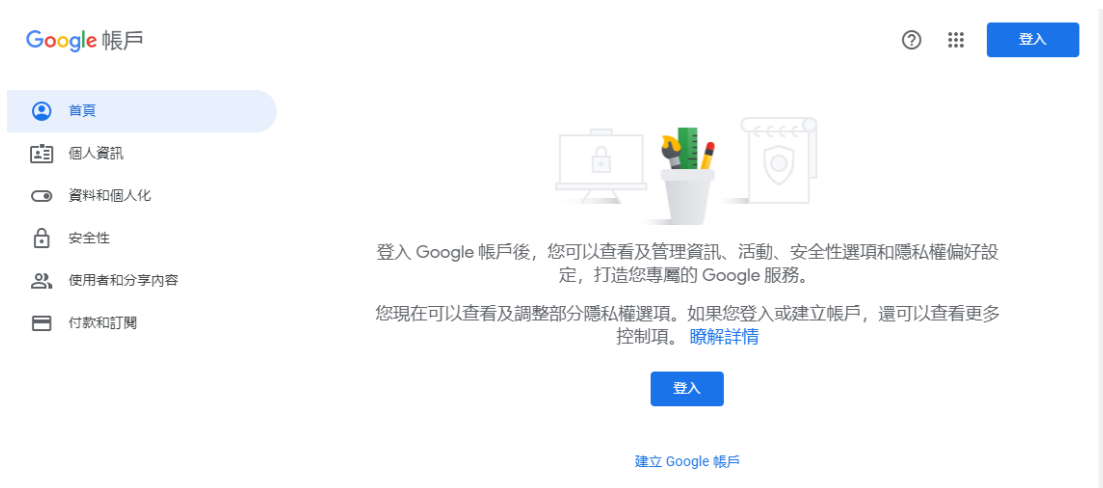 Google 帳戶
登入
首頁
個人資訊
資料和個人化
安全性
使用者和分享內容
付款和訂閱
登入 Google 帳戶後，您可以查看及管理資訊、活動、安全性選項和隱私權偏好設
定，打造您專屬的 Google 服務。
您現在可以查看及調整部分隱私權選項。如果您登入或建立帳戶，還可以查看更多
控制項。 瞭解詳情
登入
建立 Google 帳戶